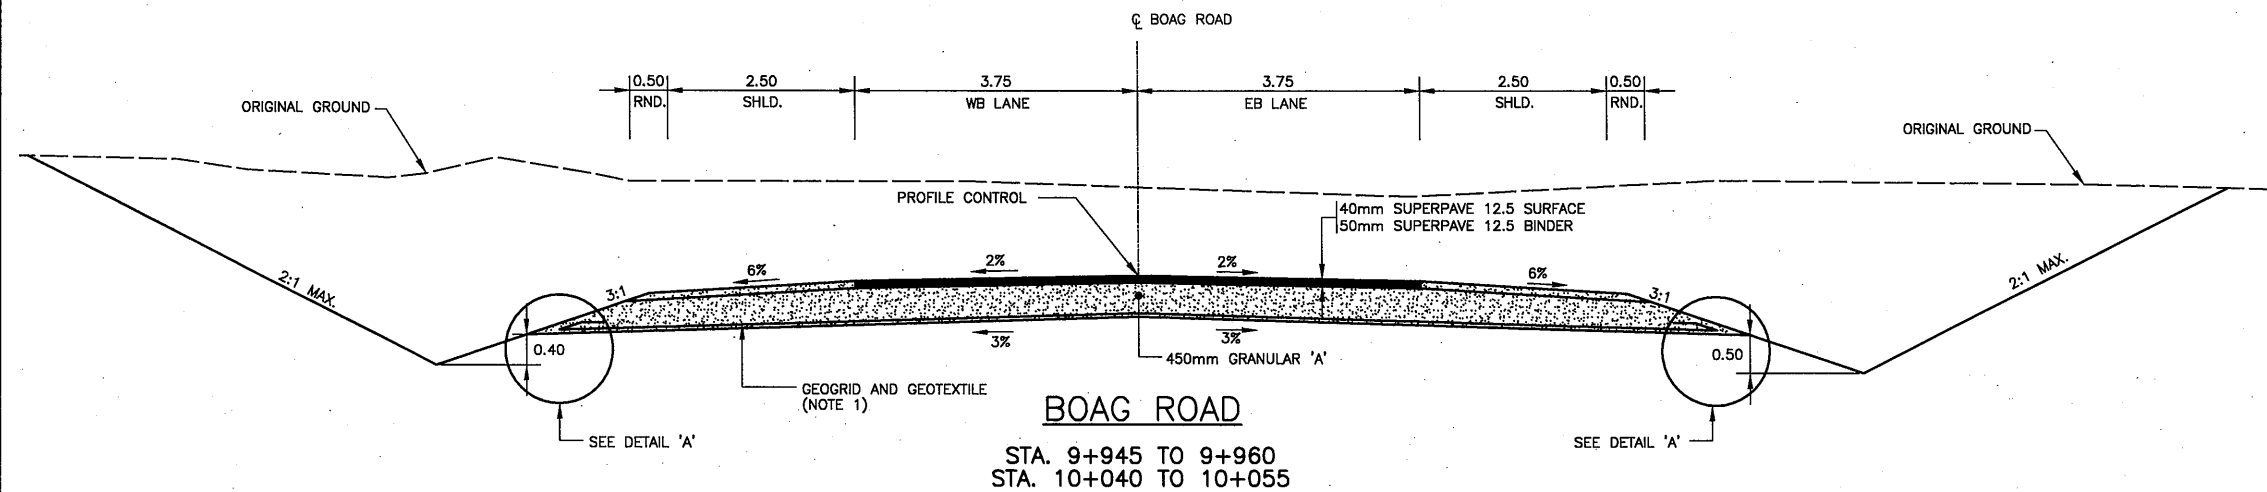 ℄ BOAG ROAD
0.50 2.50 3.75 3.75 2.50 0.50
RND. SHLD. WB LANE EB LANE SHLD. RND.
ORIGINAL GROUND
ORIGINAL GROUND
PROFILE CONTROL
40mm SUPERPAVE 12.5 SURFACE
50mm SUPERPAVE 12.5 BINDER
2:1 MAX.
3:1
6%
2%
2%
6%
3:1
2:1 MAX.
0.40
3%
3%
0.50
450mm GRANULAR 'A'
GEOGRID AND GEOTEXTILE
(NOTE 1)
SEE DETAIL 'A'
SEE DETAIL 'A'
BOAG ROAD
STA. 9+945 TO 9+960
STA. 10+040 TO 10+055